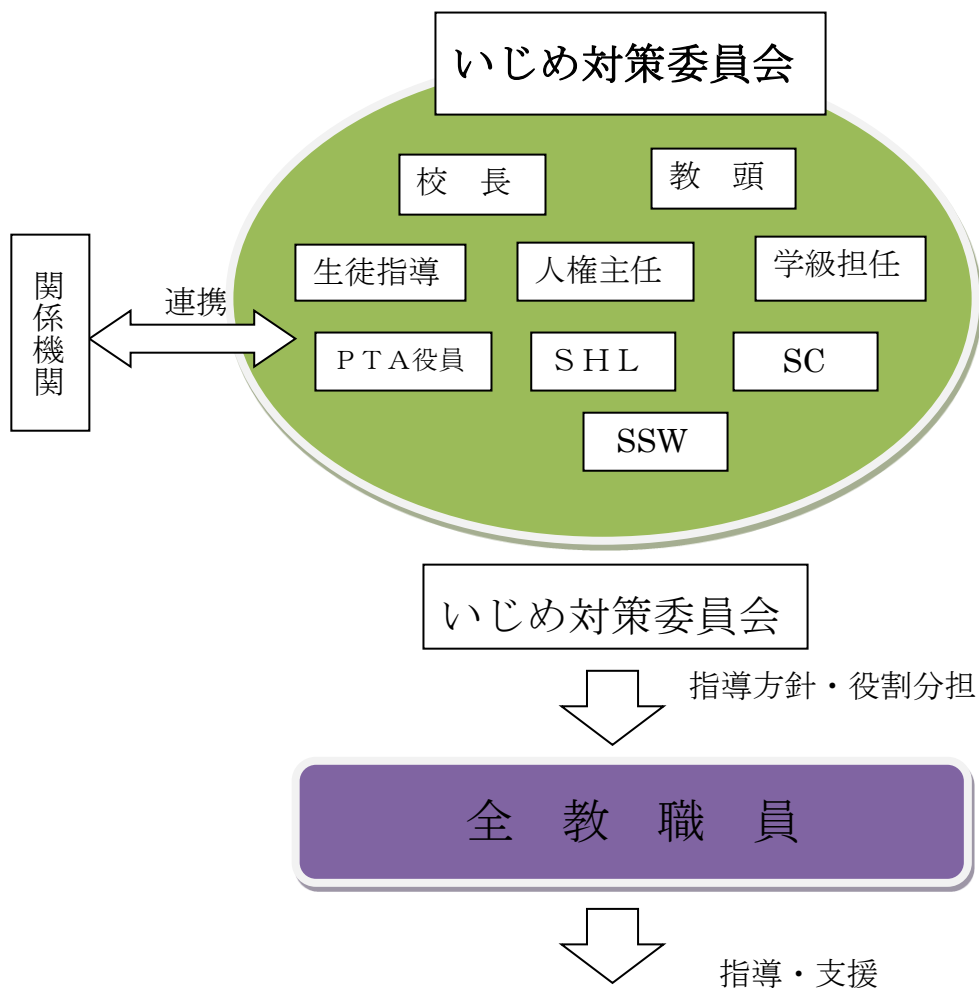 いじめ対策委員会
校　長
教　頭
生徒指導
人権主任
学級担任
関係機関
連携
ＰＴＡ役員
ＳＨＬ
SC
SSW
いじめ対策委員会
指導方針・役割分担
全　教　職　員
指導・支援